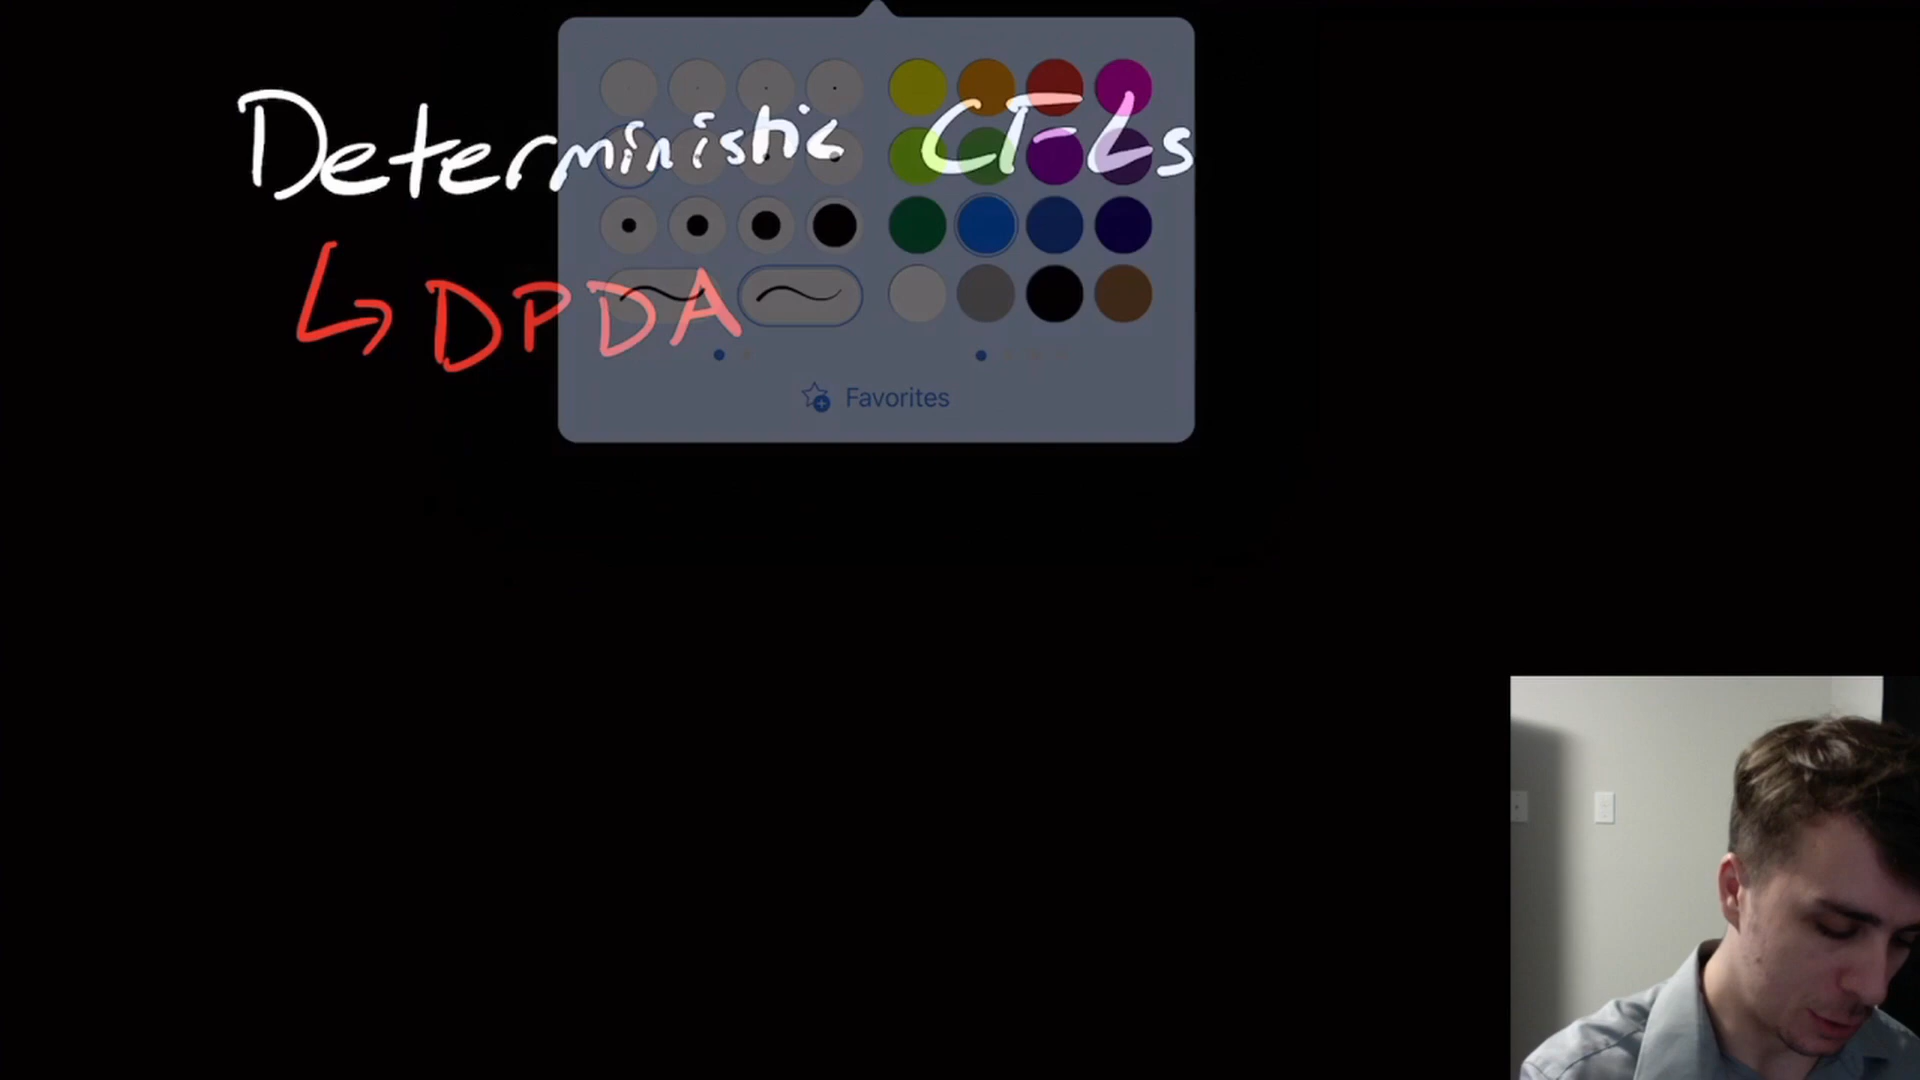 Deterministic CFLs
↳ DPDA
Favorites